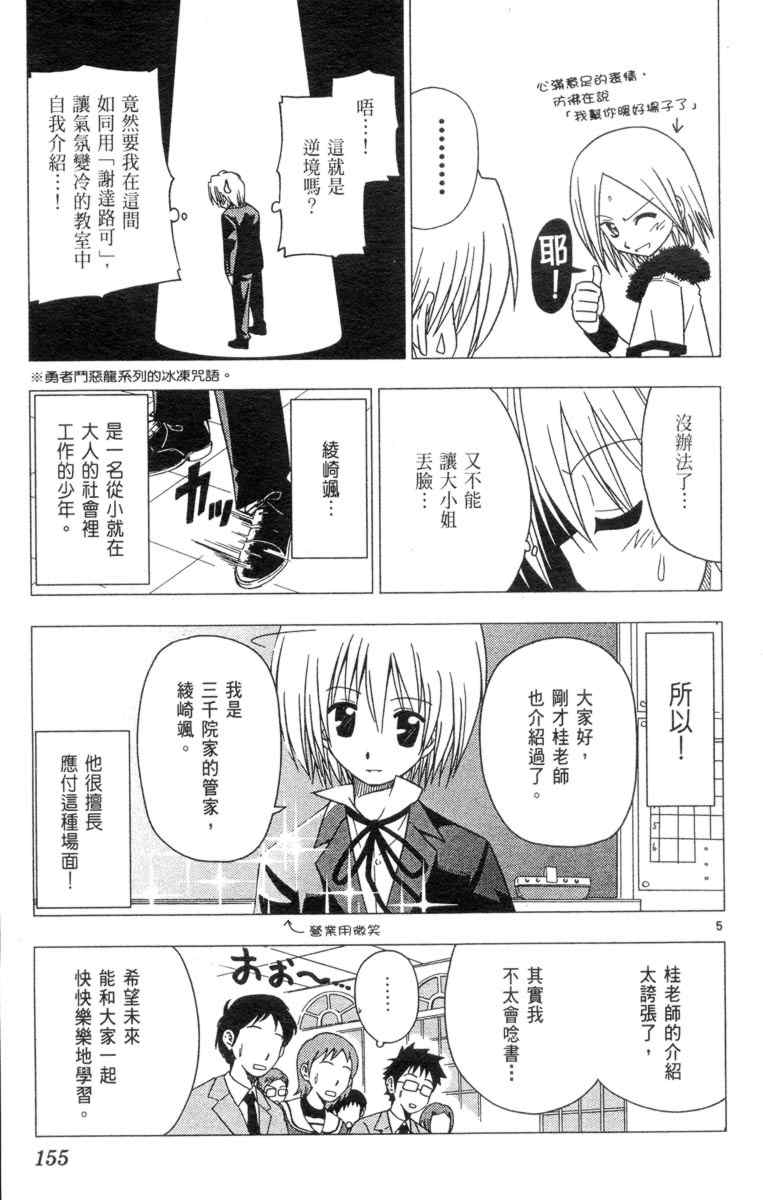 心滿意足的表情，
彷彿在說
「我幫你暖好場子了」
耶！
………
唔…！
這就是
逆境嗎？
竟然要我在這間
如同用「謝達路可」，
讓氣氛變冷的教室中
自我介紹…！
※勇者鬥惡龍系列的冰凍咒語。
沒辦法了…
又不能
讓大小姐
丟臉…
綾崎颯…
カッ
是一名從小就在
大人的社會裡
工作的少年。
所以！
大家好，
剛才桂老師
也介紹過了。
我是
三千院家的管家，
綾崎颯。
他很擅長
應付這種場面！
5
6
營業用微笑
5
桂老師的介紹
太誇張了，
其實我
不太會唸書…
……
おぉ〜…
希望未來
能和大家一起
快快樂樂地學習。
155